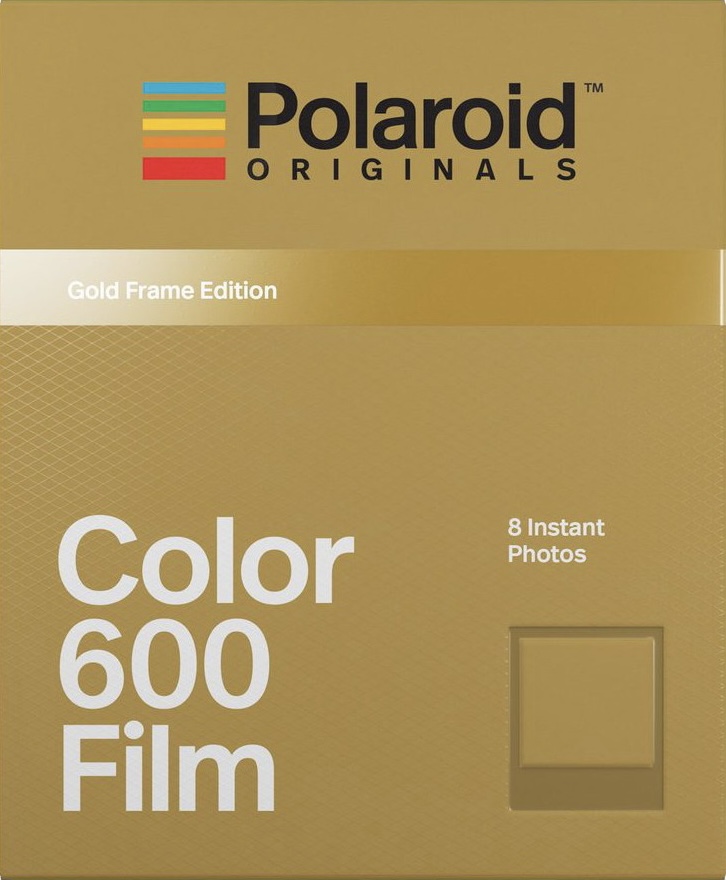 Polaroid™
ORIGINALS
Gold Frame Edition
Color
600
Film
8 Instant
Photos